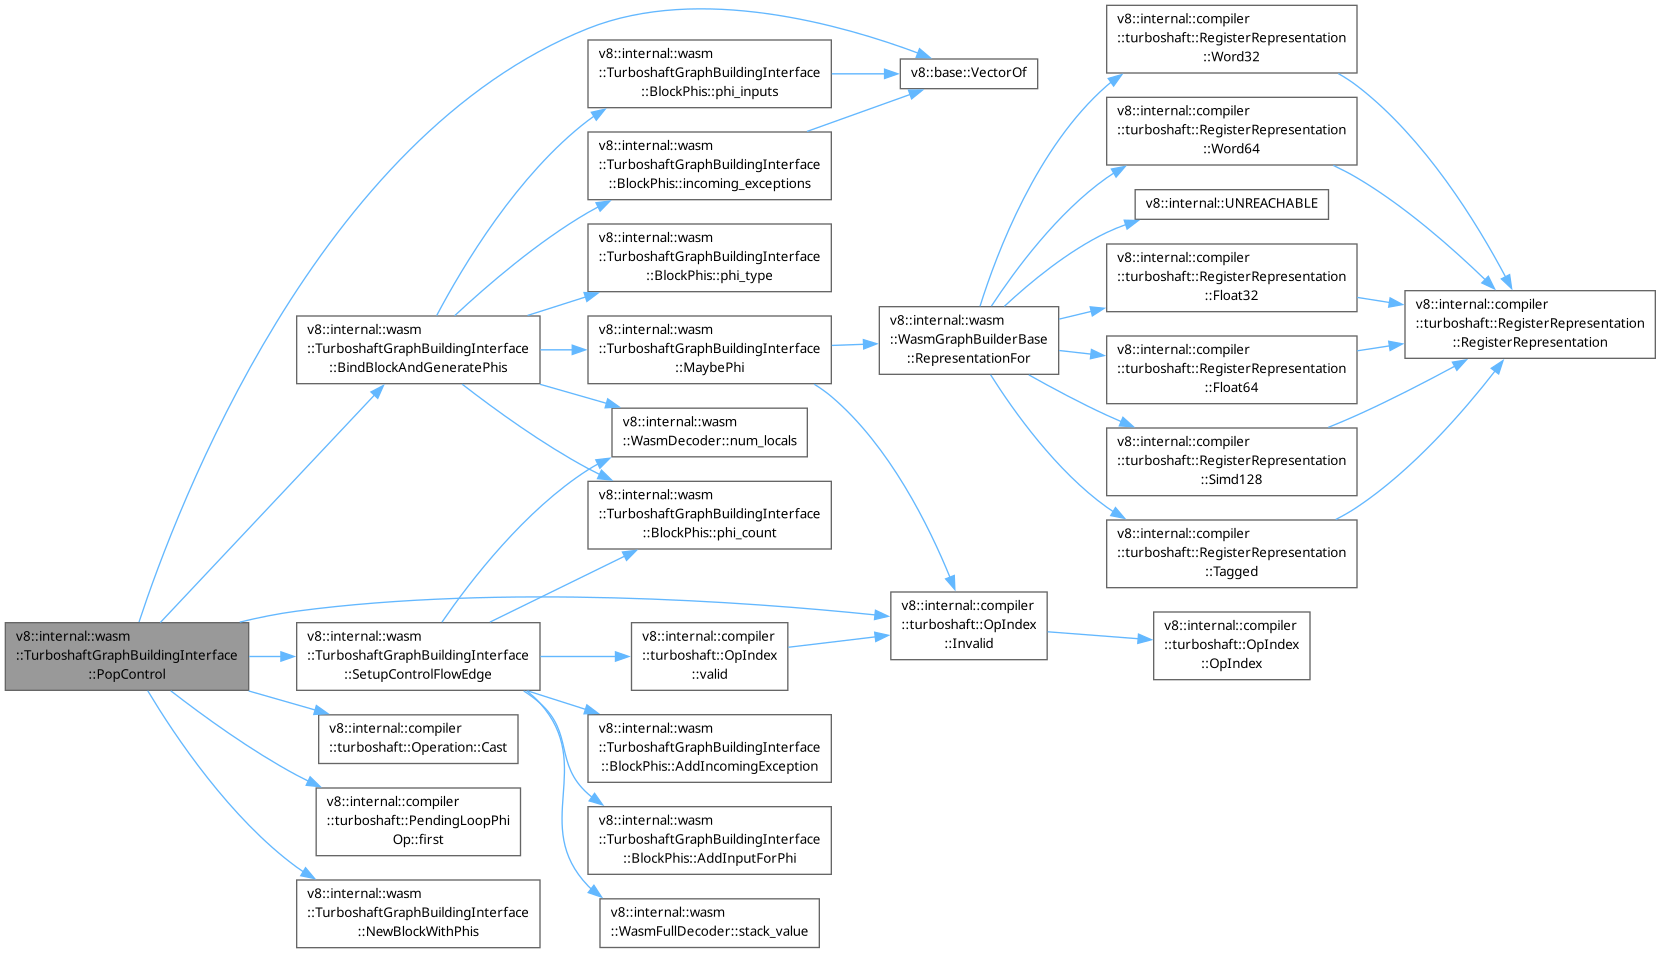 v8::internal::wasm
::TurboshaftGraphBuildingInterface
::PopControl
v8::internal::wasm
::TurboshaftGraphBuildingInterface
::BindBlockAndGeneratePhis
v8::internal::wasm
::TurboshaftGraphBuildingInterface
::SetupControlFlowEdge
v8::internal::compiler
::turboshaft::Operation::Cast
v8::internal::compiler
::turboshaft::PendingLoopPhi
Op::first
v8::internal::wasm
::TurboshaftGraphBuildingInterface
::NewBlockWithPhis
v8::internal::wasm
::TurboshaftGraphBuildingInterface
::BlockPhis::phi_inputs
v8::internal::wasm
::TurboshaftGraphBuildingInterface
::BlockPhis::incoming_exceptions
v8::internal::wasm
::TurboshaftGraphBuildingInterface
::BlockPhis::phi_type
v8::internal::wasm
::TurboshaftGraphBuildingInterface
::MaybePhi
v8::internal::wasm
::WasmDecoder::num_locals
v8::internal::wasm
::TurboshaftGraphBuildingInterface
::BlockPhis::phi_count
v8::internal::compiler
::turboshaft::OpIndex
::valid
v8::internal::wasm
::TurboshaftGraphBuildingInterface
::BlockPhis::AddIncomingException
v8::internal::wasm
::TurboshaftGraphBuildingInterface
::BlockPhis::AddInputForPhi
v8::internal::wasm
::WasmFullDecoder::stack_value
v8::base::VectorOf
v8::internal::wasm
::WasmGraphBuilderBase
::RepresentationFor
v8::internal::compiler
::turboshaft::OpIndex
::Invalid
v8::internal::compiler
::turboshaft::RegisterRepresentation
::Word32
v8::internal::compiler
::turboshaft::RegisterRepresentation
::Word64
v8::internal::UNREACHABLE
v8::internal::compiler
::turboshaft::RegisterRepresentation
::Float32
v8::internal::compiler
::turboshaft::RegisterRepresentation
::Float64
v8::internal::compiler
::turboshaft::RegisterRepresentation
::Simd128
v8::internal::compiler
::turboshaft::RegisterRepresentation
::Tagged
v8::internal::compiler
::turboshaft::OpIndex
::OpIndex
v8::internal::compiler
::turboshaft::RegisterRepresentation
::RegisterRepresentation